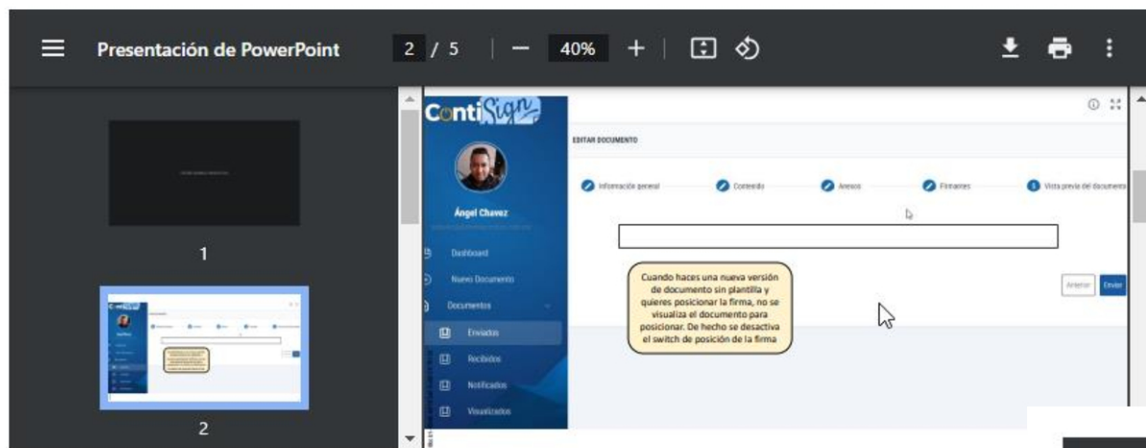 Presentación de PowerPoint
2 / 5
40%
1
2
ContiSign
Ángel Chavez
Dashboard
Nuevo Documento
Documentos
Enviados
Recibidos
Notificados
Visualizados
EDITAR DOCUMENTO
Información general
Contenido
Anexos
Firmantes
5 Vista previa del documento
Cuando haces una nueva versión
de documento sin plantilla y
quieres posicionar la firma, no se
visualiza el documento para
posicionar. De hecho se desactiva
el switch de posición de la firma
Anterior
Enviar